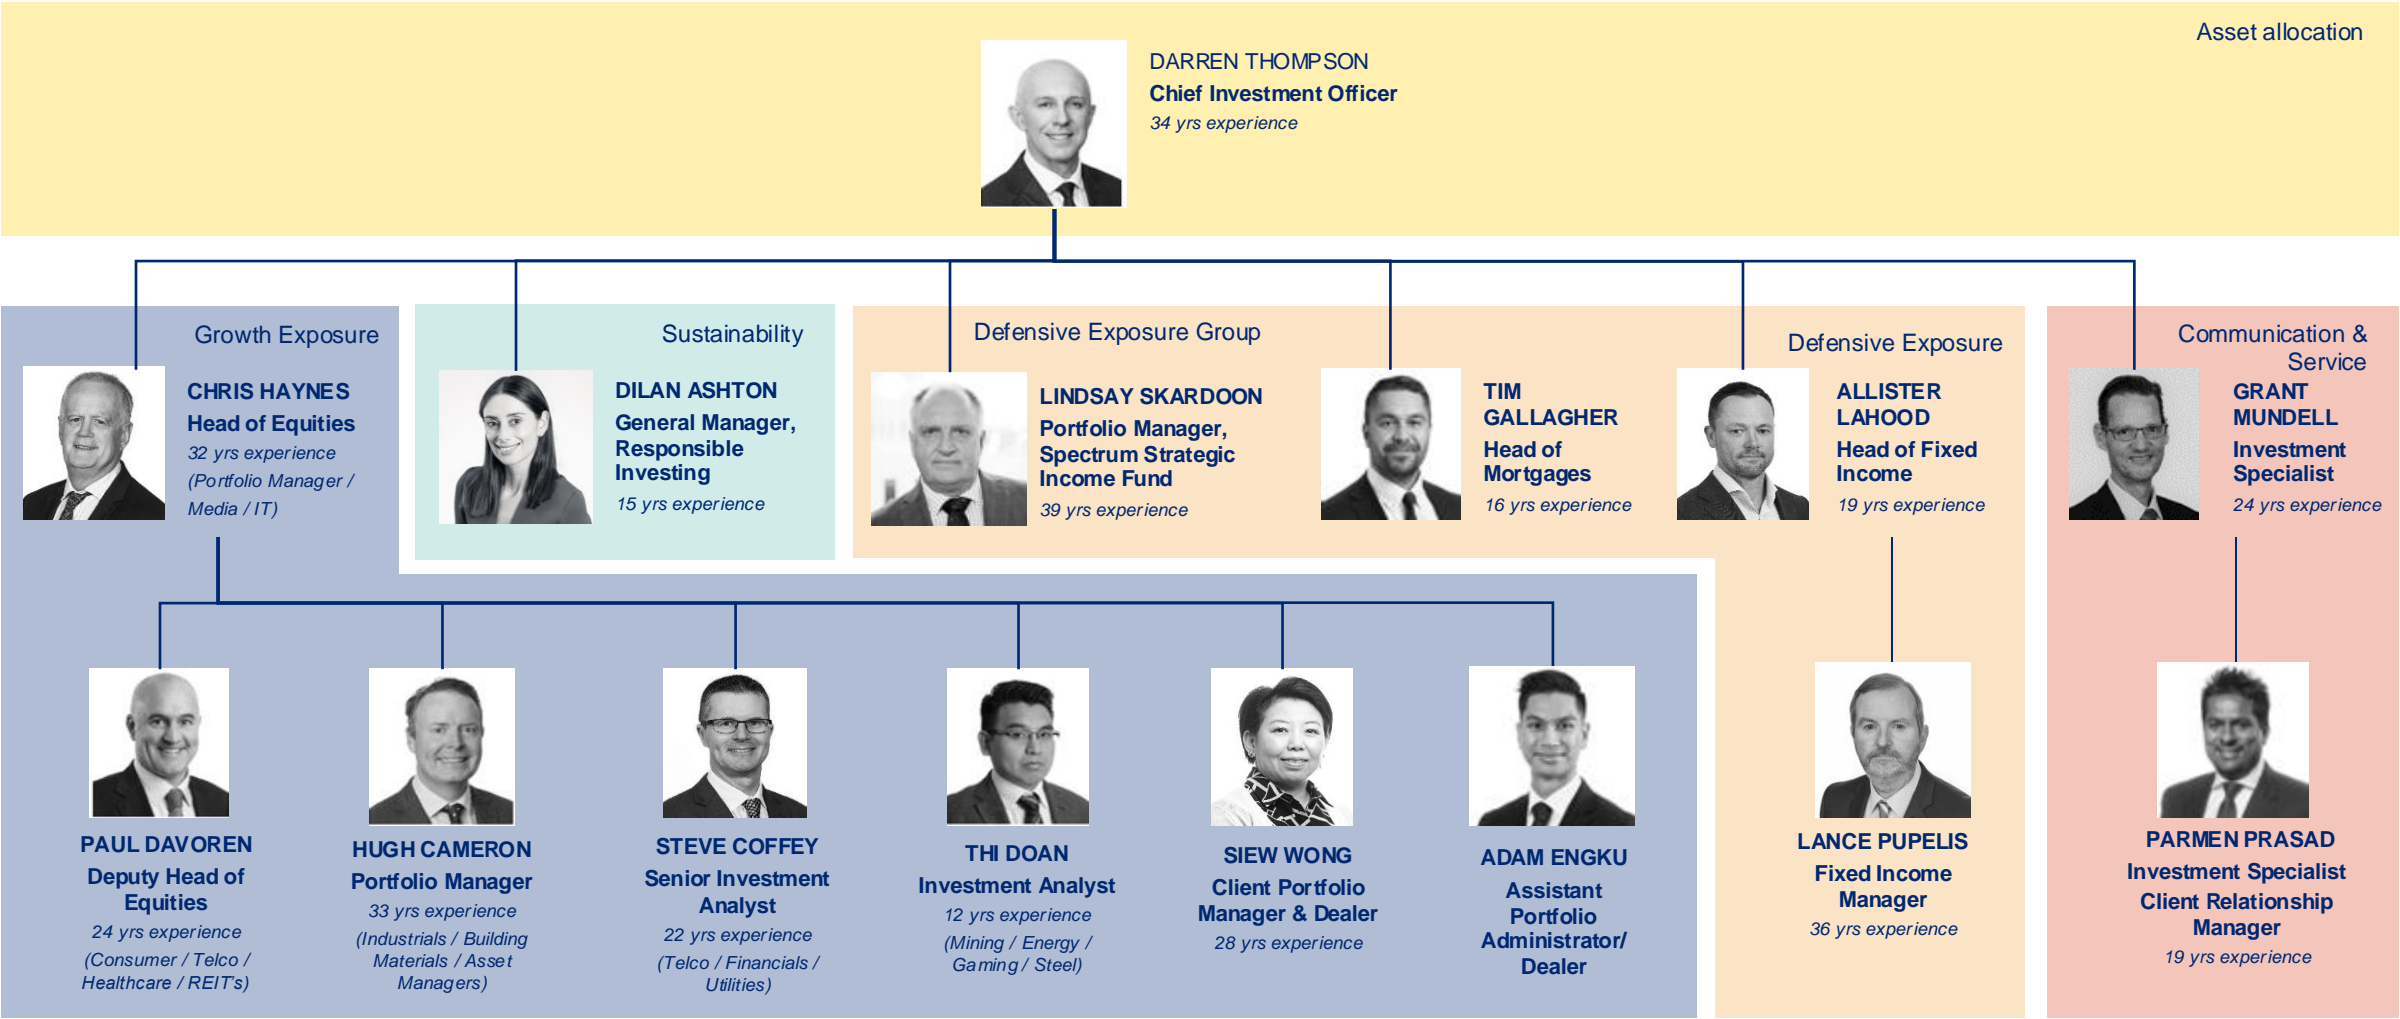 Asset allocation
DARREN THOMPSON
Chief Investment Officer
34 yrs experience
Growth Exposure
CHRIS HAYNES
Head of Equities
32 yrs experience
(Portfolio Manager /
Media / IT)
Sustainability
DILAN ASHTON
General Manager,
Responsible
Investing
15 yrs experience
Defensive Exposure Group
LINDSAY SKARDOON
Portfolio Manager,
Spectrum Strategic
Income Fund
39 yrs experience
TIM
GALLAGHER
Head of
Mortgages
16 yrs experience
Defensive Exposure
ALLISTER
LAHOOD
Head of Fixed
Income
19 yrs experience
Communication &
Service
GRANT
MUNDELL
Investment
Specialist
24 yrs experience
PAUL DAVOREN
Deputy Head of
Equities
24 yrs experience
(Consumer / Telco /
Healthcare / REIT's)
HUGH CAMERON
Portfolio Manager
33 yrs experience
(Industrials / Building
Materials / Asset
Managers)
STEVE COFFEY
Senior Investment
Analyst
22 yrs experience
(Telco / Financials /
Utilities)
THI DOAN
Investment Analyst
12 yrs experience
(Mining / Energy /
Gaming / Steel)
SIEW WONG
Client Portfolio
Manager & Dealer
28 yrs experience
ADAM ENGKU
Assistant
Portfolio
Administrator/
Dealer
LANCE PUPELIS
Fixed Income
Manager
36 yrs experience
PARMEN PRASAD
Investment Specialist
Client Relationship
Manager
19 yrs experience